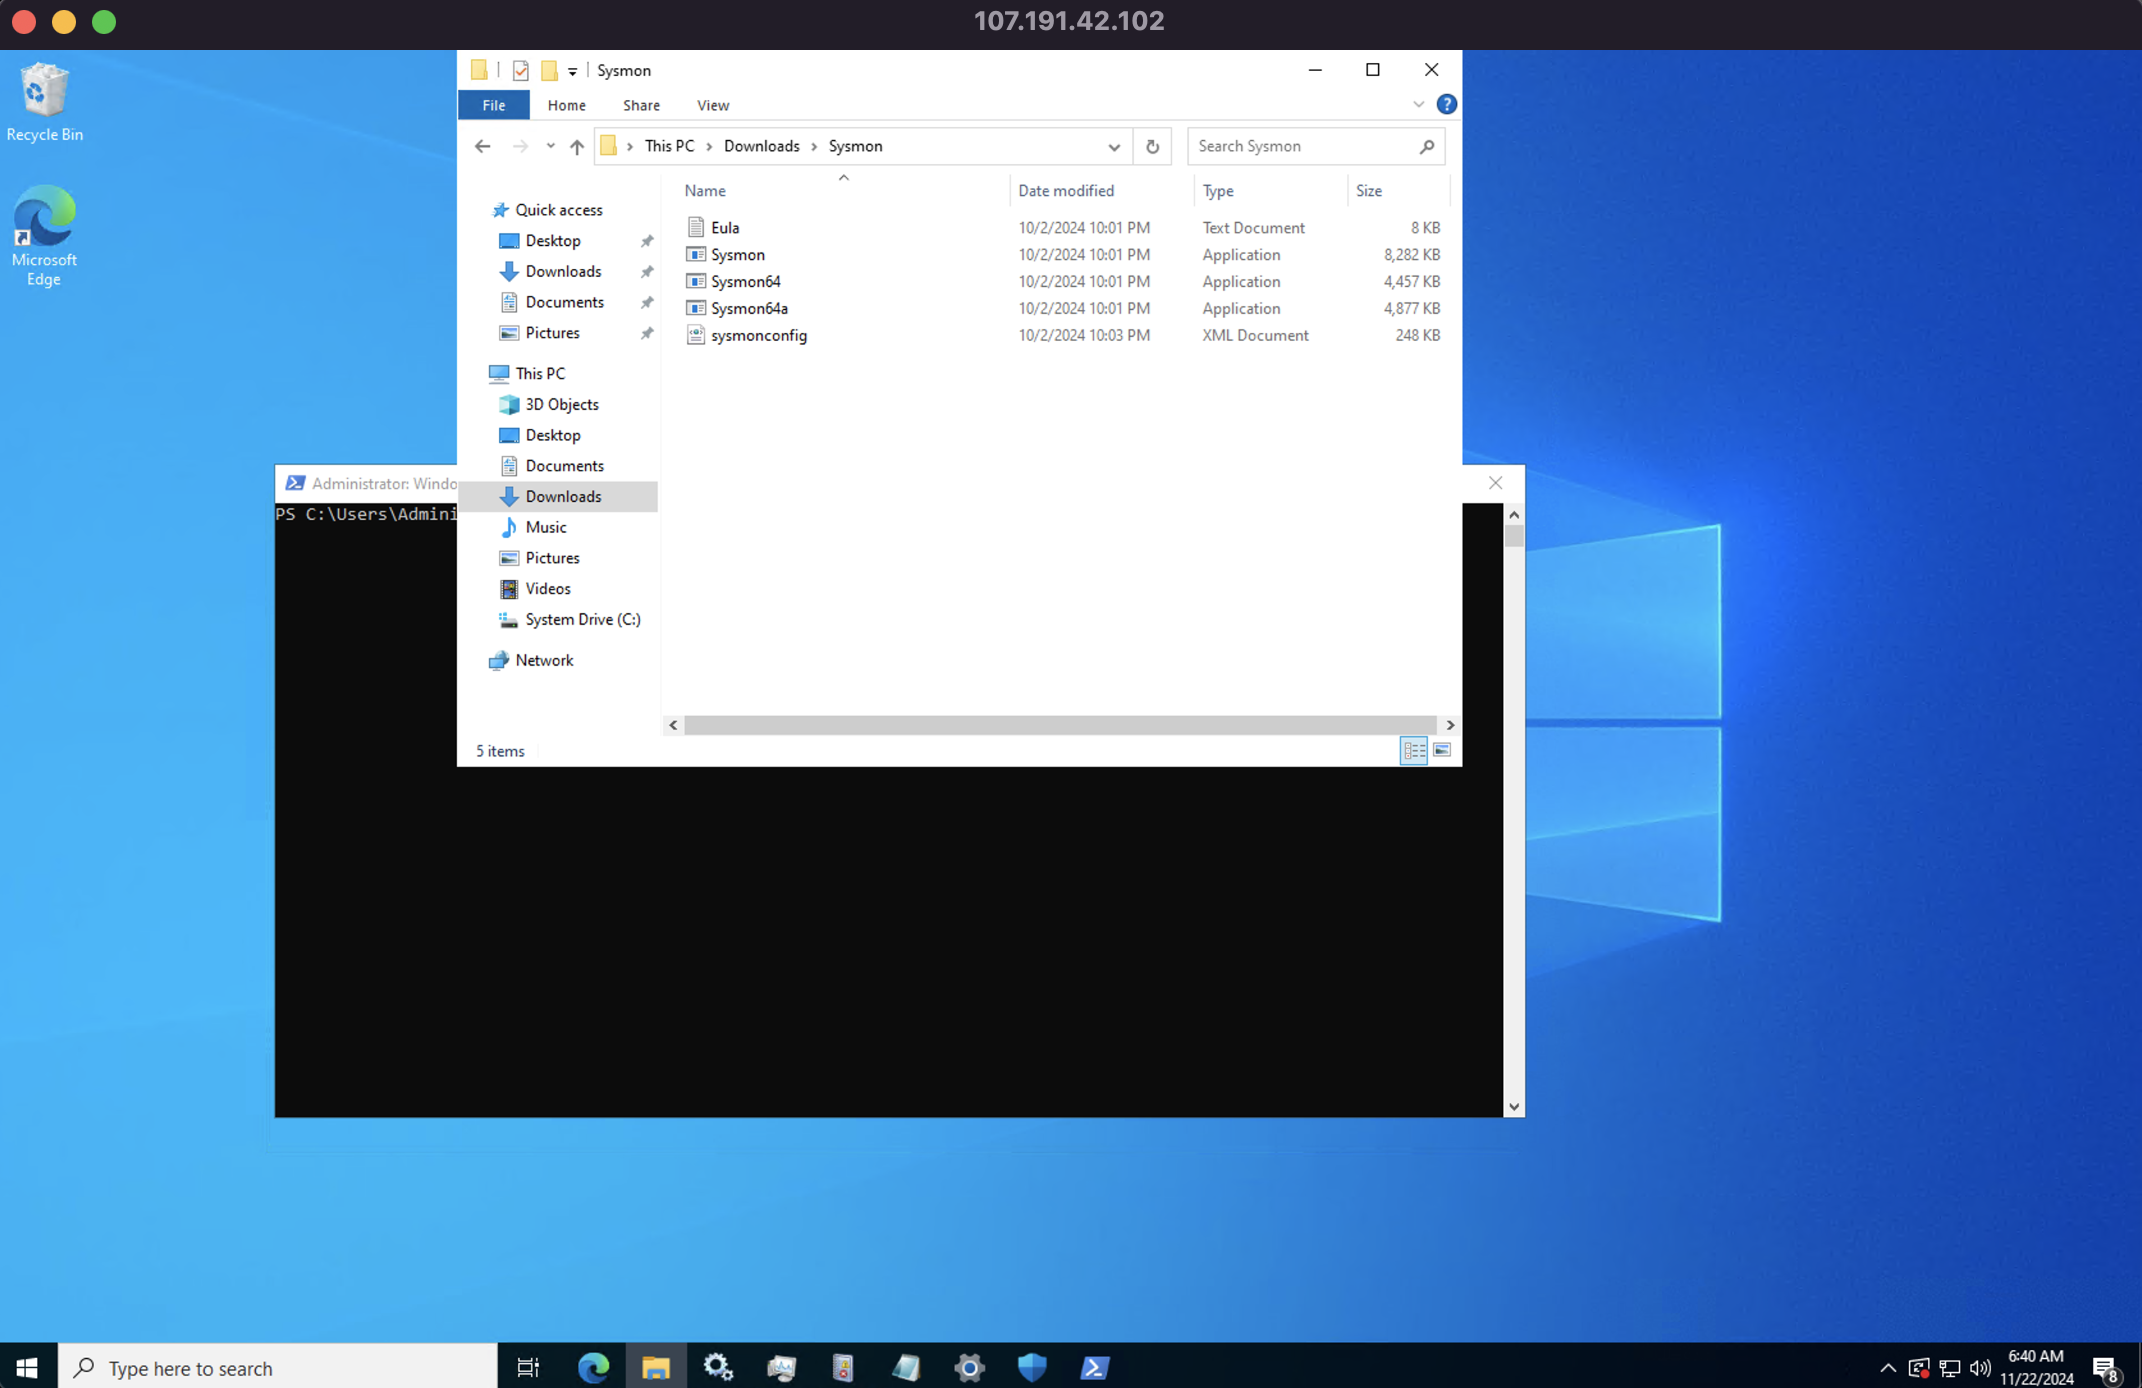 107.191.42.102
Recycle Bin
Microsoft
Edge
Sysmon
File Home Share View
This PC Downloads Sysmon
Search Sysmon
Name Date modified Type Size
Eula 10/2/2024 10:01 PM Text Document 8 KB
Sysmon 10/2/2024 10:01 PM Application 8,282 KB
Sysmon64 10/2/2024 10:01 PM Application 4,457 KB
Sysmon64a 10/2/2024 10:01 PM Application 4,877 KB
sysmonconfig 10/2/2024 10:03 PM XML Document 248 KB
Quick access
Desktop
Downloads
Documents
Pictures
This PC
3D Objects
Desktop
Documents
Downloads
Music
Pictures
Videos
System Drive (C:)
Network
5 items
Administrator: Windo
PS C:\Users\Admini
Type here to search
6:40 AM
11/22/2024
8